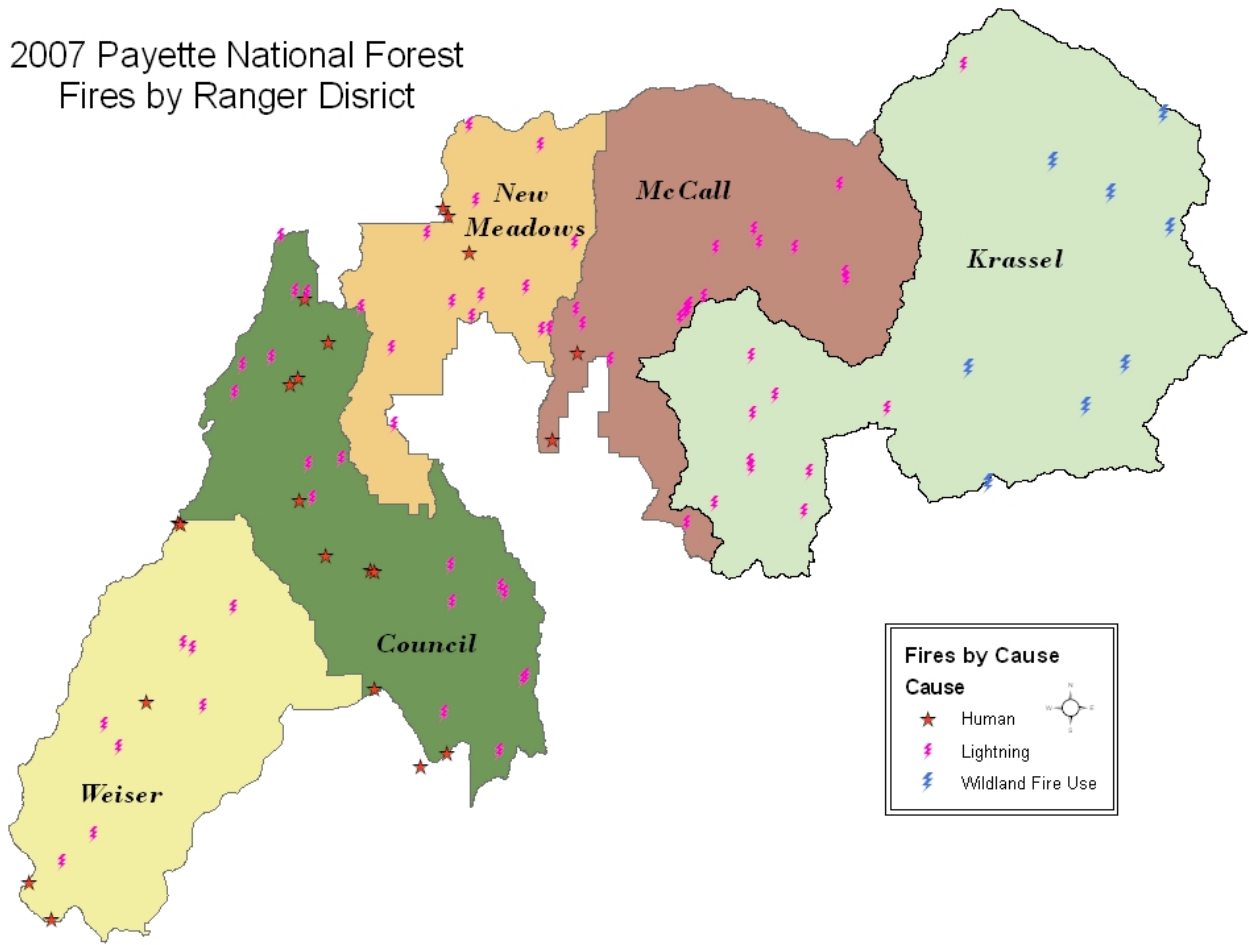 2007 Payette National Forest
Fires by Ranger Disrict
New
Meadows
McCall
Krassel
Council
Weiser
Fires by Cause
Cause
Human
Lightning
Wildland Fire Use
N
W
E
S